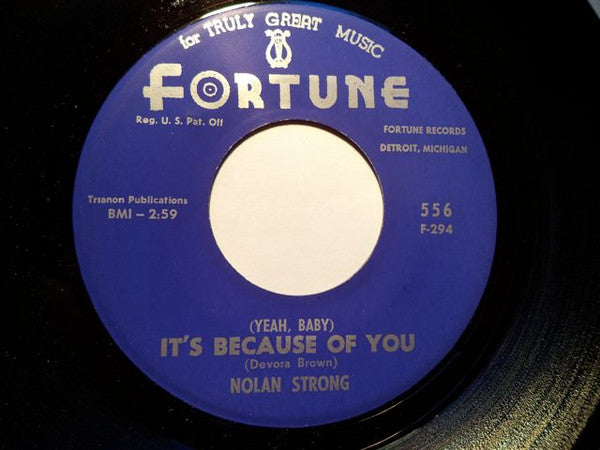 for TRULY GREAT MUSIC
FORTUNE
Reg. U. S. Pat. Off
FORTUNE RECORDS
DETROIT, MICHIGAN
Trianon Publications
BMI – 2:59
556
F-294
(YEAH, BABY)
IT'S BECAUSE OF YOU
(Devora Brown)
NOLAN STRONG